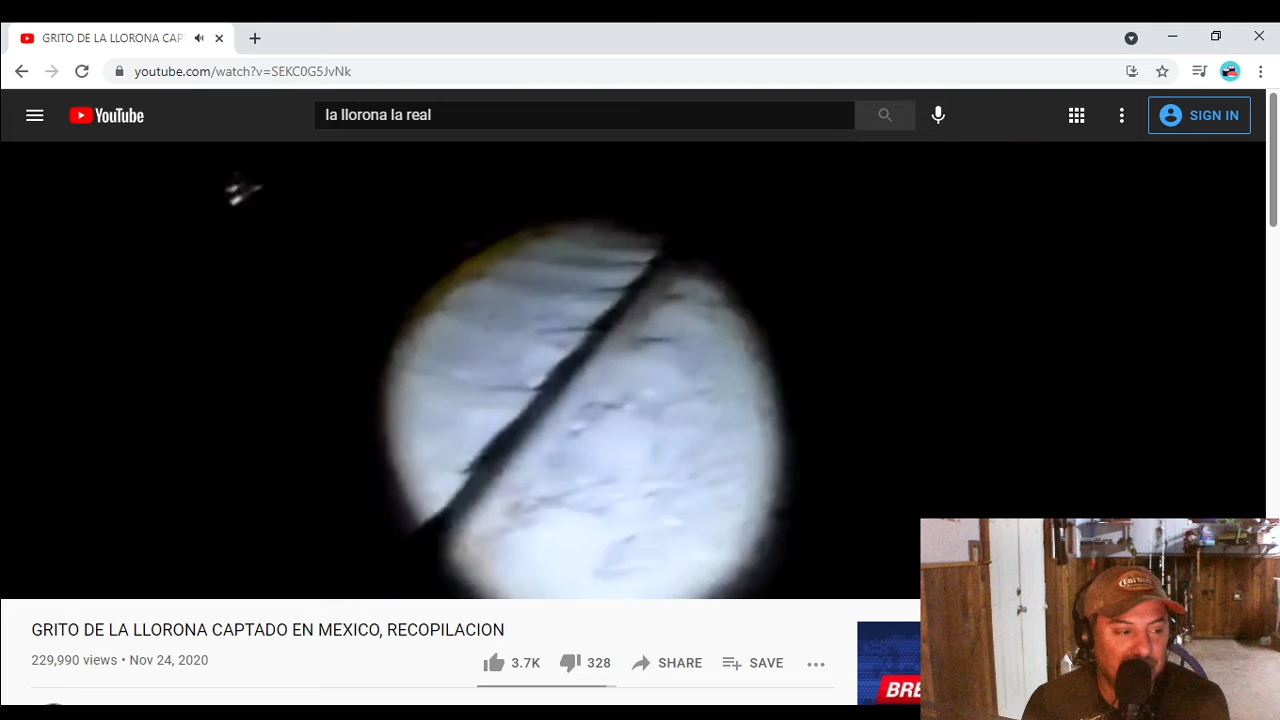 GRITO DE LA LLORONA CAP
youtube.com/watch?v=SEKC0G5JvNk
YouTube
la llorona la real
SIGN IN
GRITO DE LA LLORONA CAPTADO EN MEXICO, RECOPILACION
229,990 views • Nov 24,
3.7K
328
SHARE
SAVE
BRE